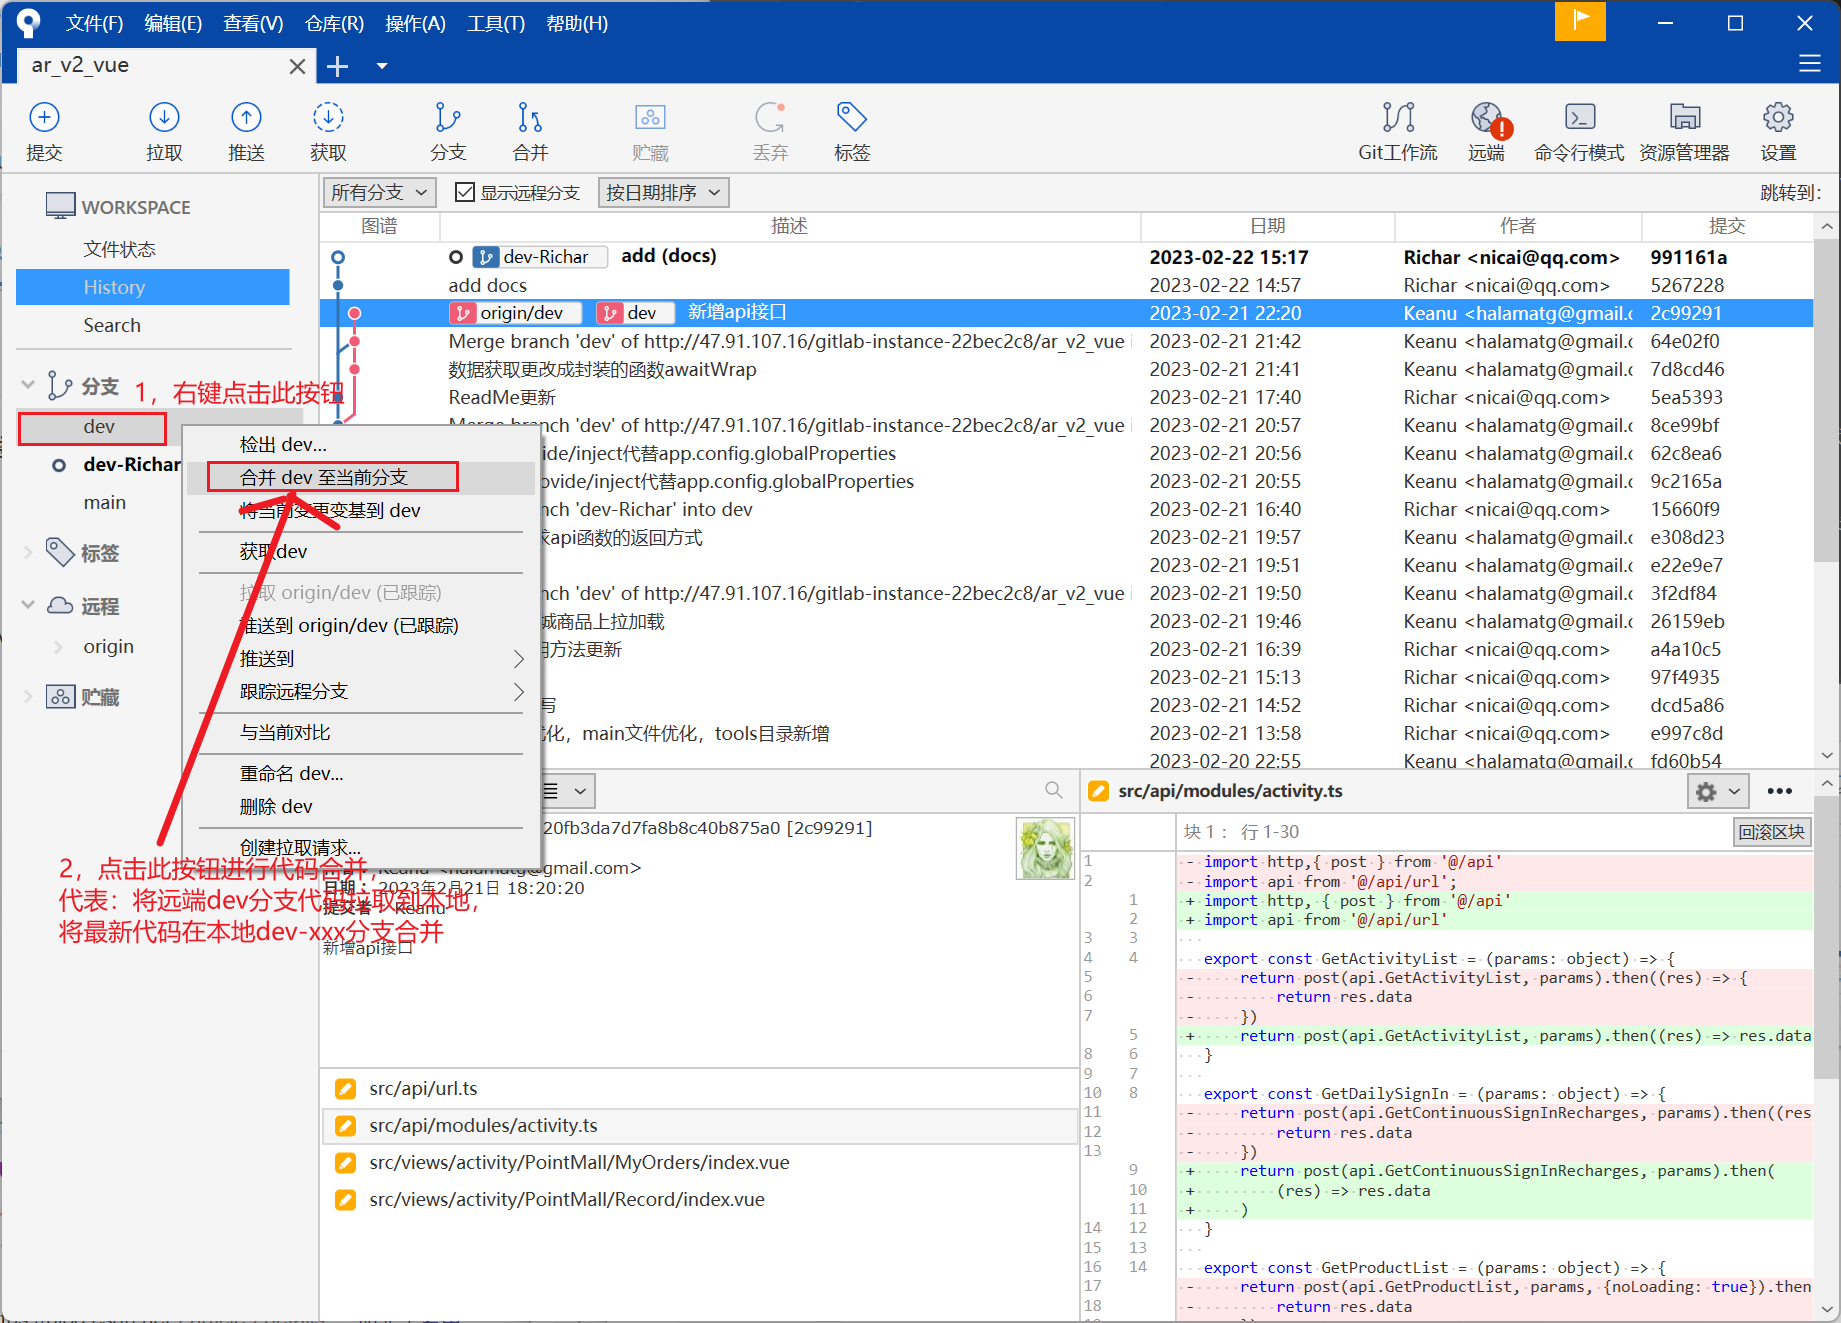 文件(F) 编辑(E) 查看(V) 仓库(R) 操作(A) 工具(T) 帮助(H)
ar_v2_vue
提交 拉取 推送 获取 分支 合并 贮藏 丢弃 标签 Git工作流 远端 命令行模式 资源管理器 设置
WORKSPACE
文件状态
History
Search
分支
1，右键点击此按钮
dev
dev-Richar
main
标签
远程
origin
贮藏
所有分支 显示远程分支 按日期排序 跳转到:
图谱 描述 日期 作者 提交
dev-Richar add (docs) 2023-02-22 15:17 Richar <nicai@qq.com> 991161a
add docs 2023-02-22 14:57 Richar <nicai@qq.com> 5267228
origin/dev dev 新增api接口 2023-02-21 22:20 Keanu <halamatg@gmail.c 2c99291
Merge branch 'dev' of http://47.91.107.16/gitlab-instance-22bec2c8/ar_v2_vue i 2023-02-21 21:42 Keanu <halamatg@gmail.c 64e02f0
数据获取更改成封装的函数awaitWrap 2023-02-21 21:41 Keanu <halamatg@gmail.c 7d8cd46
ReadMe更新 2023-02-21 17:40 Richar <nicai@qq.com> 5ea5393
Merge branch 'dev' of http://47.91.107.16/gitlab-instance-22bec2c8/ar_v2_vue i 2023-02-21 20:57 Keanu <halamatg@gmail.c 8ce99bf
ide/inject代替app.config.globalProperties 2023-02-21 20:56 Keanu <halamatg@gmail.c 62c8ea6
ovide/inject代替app.config.globalProperties 2023-02-21 20:55 Keanu <halamatg@gmail.c 9c2165a
nch 'dev-Richar' into dev 2023-02-21 16:40 Richar <nicai@qq.com> 15660f9
api函数的返回方式 2023-02-21 19:57 Keanu <halamatg@gmail.c e308d23
2023-02-21 19:51 Keanu <halamatg@gmail.c e22e9e7
nch 'dev' of http://47.91.107.16/gitlab-instance-22bec2c8/ar_v2_vue i 2023-02-21 19:50 Keanu <halamatg@gmail.c 3f2df84
城商品上拉加载 2023-02-21 19:46 Keanu <halamatg@gmail.c 26159eb
方法更新 2023-02-21 16:39 Richar <nicai@qq.com> a4a10c5
2023-02-21 15:13 Richar <nicai@qq.com> 97f4935
写 2023-02-21 14:52 Richar <nicai@qq.com> dcd5a86
化，main文件优化，tools目录新增 2023-02-21 13:58 Richar <nicai@qq.com> e997c8d
2023-02-20 22:55 Keanu <halamatg@gmail.c fd60b54
检出 dev...
合并 dev 至当前分支
将当前变更变基到 dev
获取dev
拉取 origin/dev (已跟踪)
推送到 origin/dev (已跟踪)
推送到
跟踪远程分支
与当前对比
重命名 dev...
删除 dev
创建拉取请求...
2，点击此按钮进行代码合并，
代表：将远端dev分支代码拉取到本地，
将最新代码在本地dev-xxx分支合并
20fb3da7d7fa8b8c40b875a0 [2c99291]
Keanu <halamatg@gmail.com>
日期： 2023年2月21日 18:20:20
提交者： Keanu
新增api接口
src/api/url.ts
src/api/modules/activity.ts
src/views/activity/PointMall/MyOrders/index.vue
src/views/activity/PointMall/Record/index.vue
src/api/modules/activity.ts
块 1： 行 1-30 回滚区块
1 - import http,{ post } from '@/api'
2 - import api from '@/api/url';
1 + import http, { post } from '@/api'
2 + import api from '@/api/url'
3 3
4 4 export const GetActivityList = (params: object) => {
5 - return post(api.GetActivityList, params).then((res) => {
6 - return res.data
7 - })
5 + return post(api.GetActivityList, params).then((res) => res.data
8 6 }
9 7
10 8 export const GetDailySignIn = (params: object) => {
11 - return post(api.GetContinuousSignInRecharges, params).then((res
12 - return res.data
13 - })
9 + return post(api.GetContinuousSignInRecharges, params).then(
10 + (res) => res.data
11 + )
14 12 }
15 13
16 14 export const GetProductList = (params: object) => {
17 - return post(api.GetProductList, params, {noLoading: true}).then
18 - return res.data